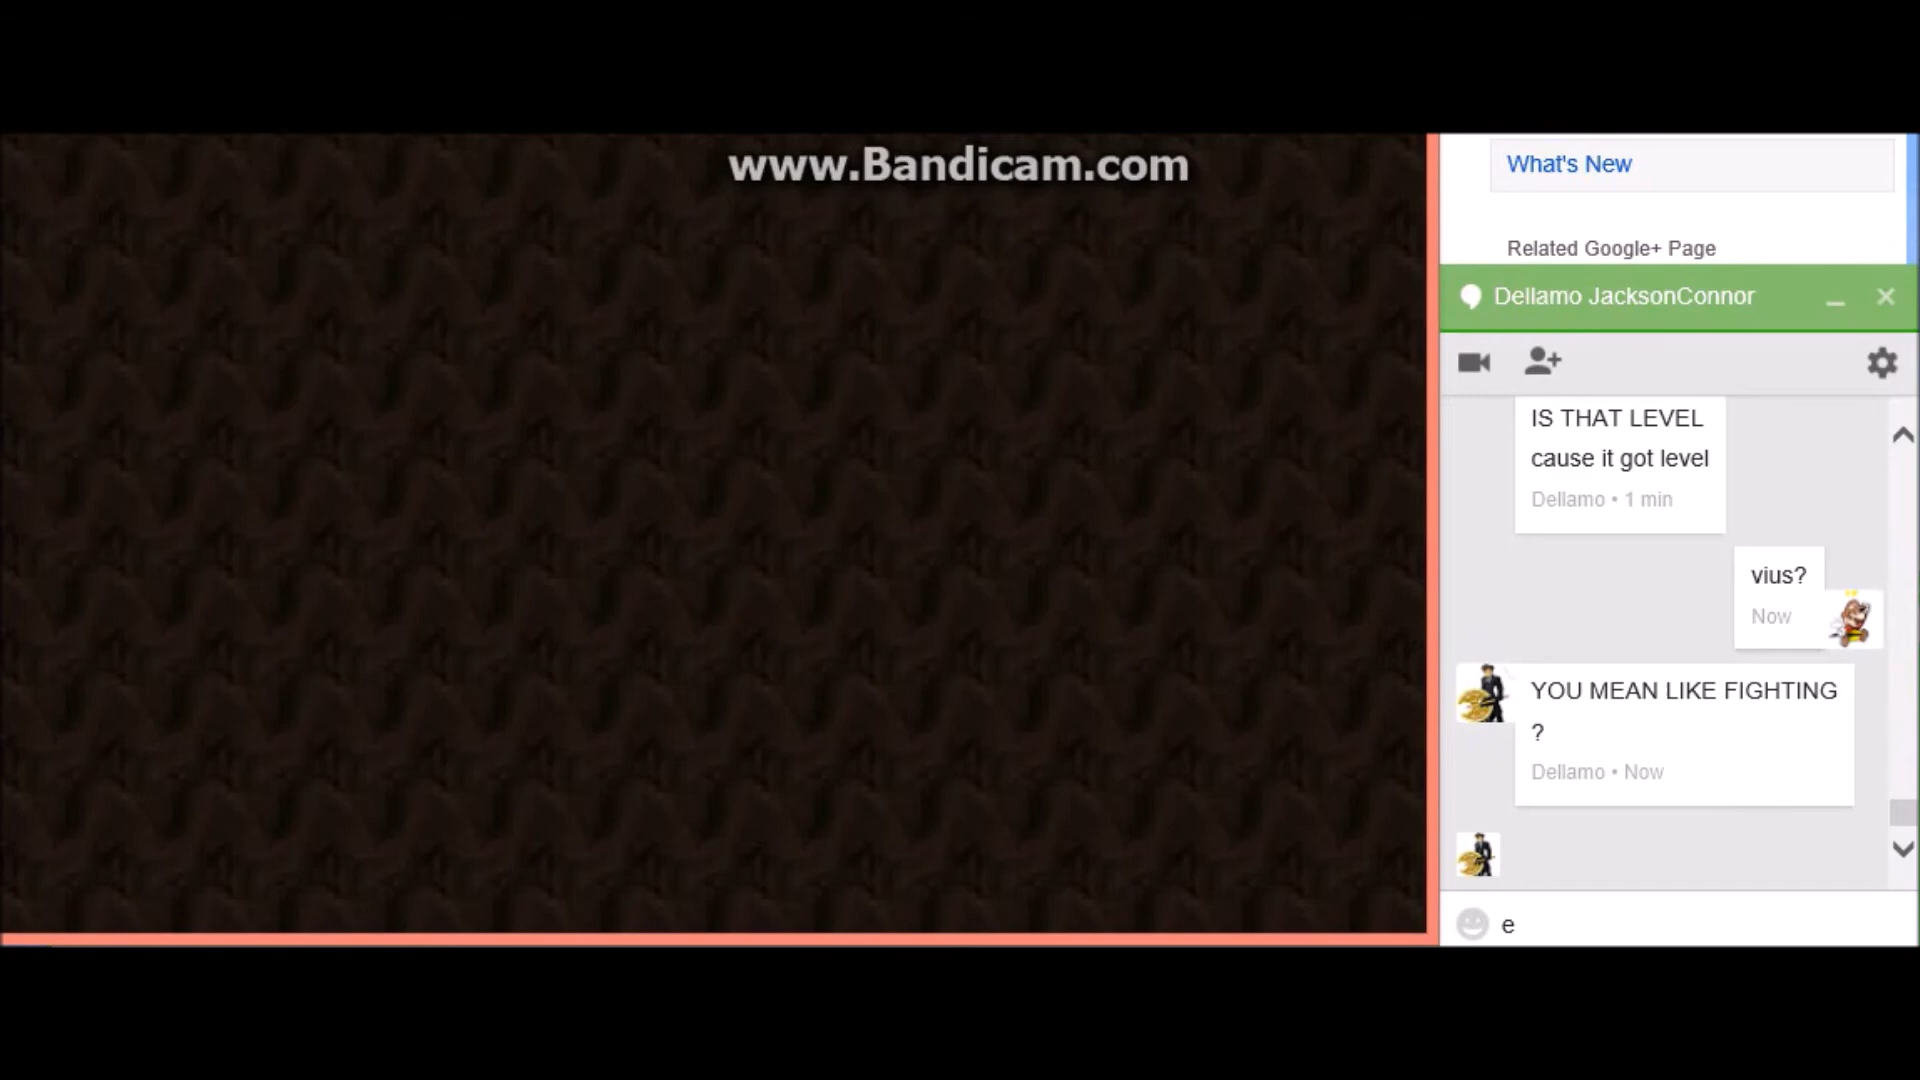 www.Bandicam.com
What's New
Related Google+ Page
Dellamo JacksonConnor
IS THAT LEVEL
cause it got level
Dellamo • 1 min
vius?
Now
YOU MEAN LIKE FIGHTING
?
Dellamo • Now
e